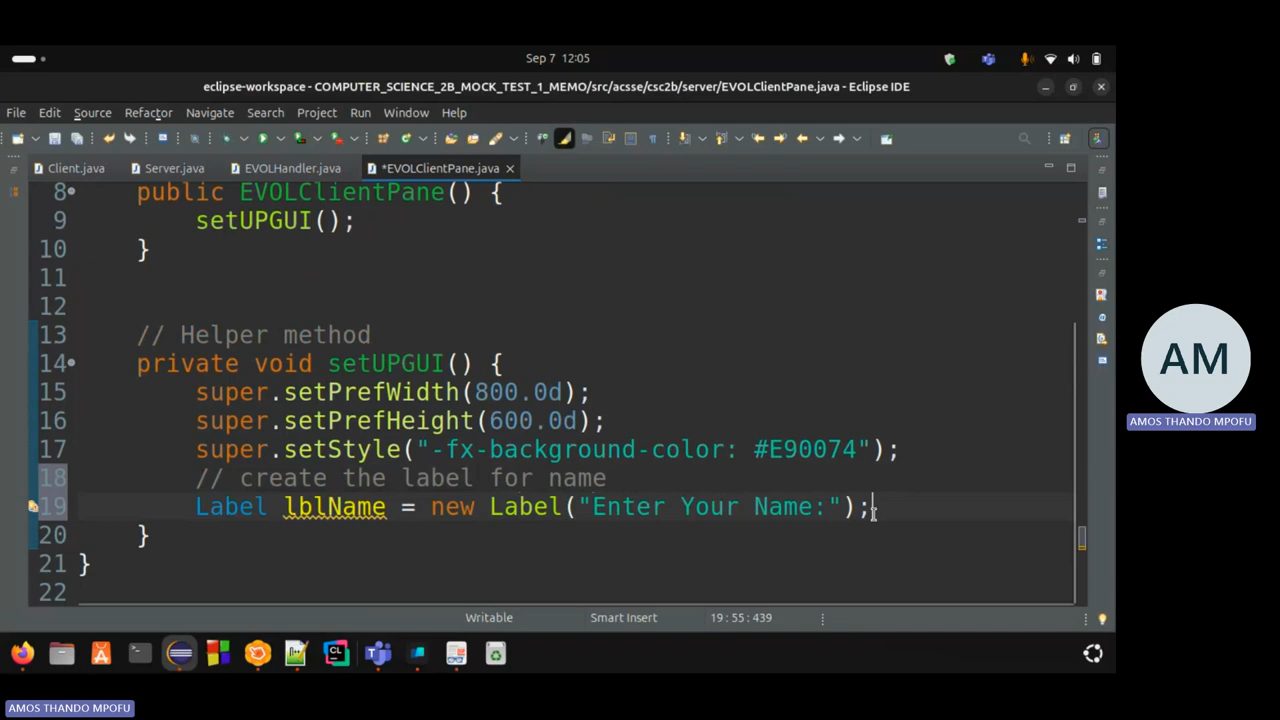 Sep 7 12:05
eclipse-workspace - COMPUTER_SCIENCE_2B_MOCK_TEST_1_MEMO/src/acsse/csc2b/server/EVOLClientPane.java - Eclipse IDE
File Edit Source Refactor Navigate Search Project Run Window Help
Client.java Server.java EVOLHandler.java *EVOLClientPane.java
8 public EVOLClientPane() {
9 setUPGUI();
10 }
11
12
13 // Helper method
14 private void setUPGUI() {
15 super.setPrefWidth(800.0d);
16 super.setPrefHeight(600.0d);
17 super.setStyle("-fx-background-color: #E90074");
18 // create the label for name
19 Label lblName = new Label("Enter Your Name:");
20 }
21 }
22
Writable Smart Insert 19:55:439
AM
AMOS THANDO MPOFU
CL
AMOS THANDO MPOFU